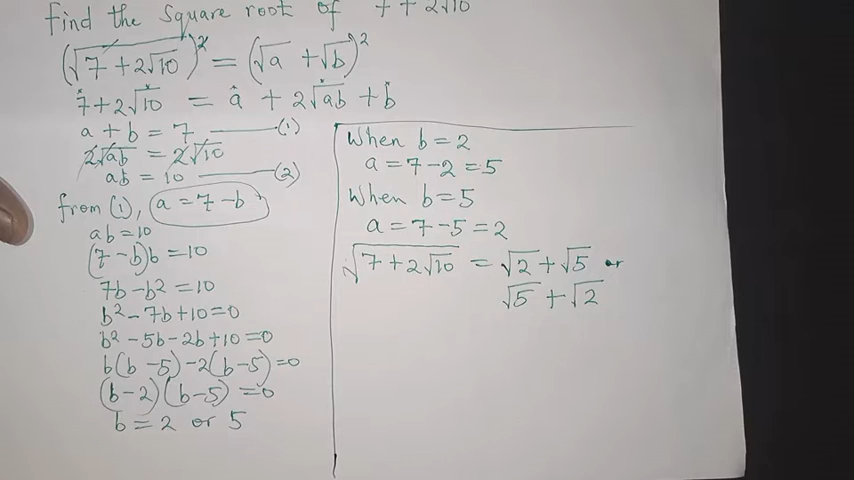 find the square root of 7 + 2√10
(√(7 + 2√10))² = (√a + √b)²
7 + 2√10 = a + 2√ab + b
a + b = 7 ——— (1)
2√ab = 2√10
ab = 10 ——— (2)
from (1), a = 7 - b
ab = 10
(7 - b)b = 10
7b - b² = 10
b² - 7b + 10 = 0
b² - 5b - 2b + 10 = 0
b(b - 5) - 2(b - 5) = 0
(b - 2)(b - 5) = 0
b = 2 or 5
When b = 2
a = 7 - 2 = 5
When b = 5
a = 7 - 5 = 2
√(7 + 2√10) = √2 + √5 or
√5 + √2